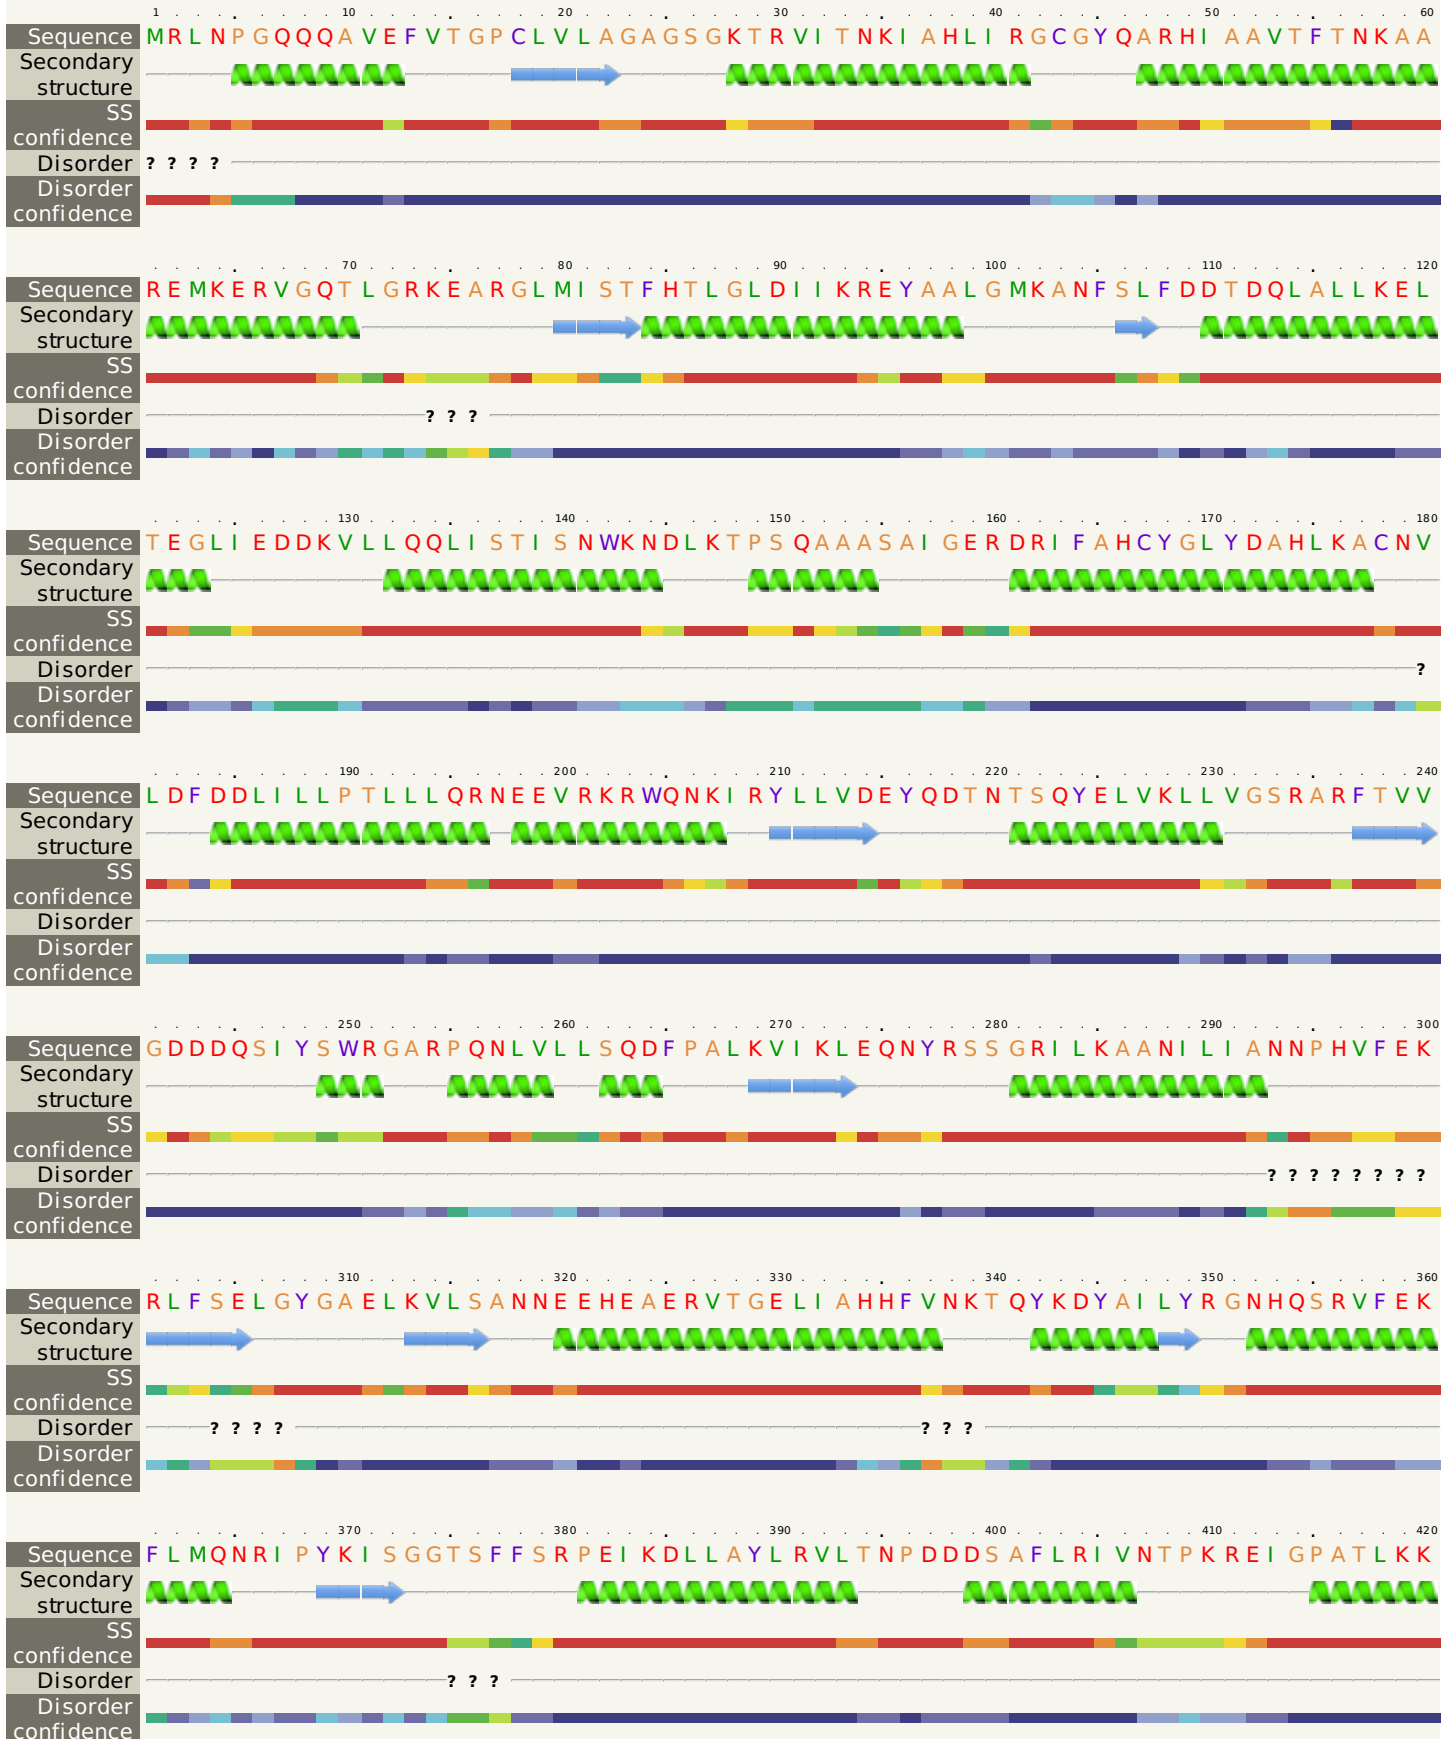 1 10 20 30 40 50 60
Sequence M R L N P G Q Q Q A V E F V T G P C L V L A G A G S G K T R V I T N K I A H L I R G C G Y Q A R H I A A V T F T N K A A
Secondary
structure
SS
confidence
Disorder ? ? ? ?
Disorder
confidence
70 80 90 100 110 120
Sequence R E M K E R V G Q T L G R K E A R G L M I S T F H T L G L D I I K R E Y A A L G M K A N F S L F D D T D Q L A L L K E L
Secondary
structure
SS
confidence
Disorder ? ? ?
Disorder
confidence
130 140 150 160 170 180
Sequence T E G L I E D D K V L L Q Q L I S T I S N W K N D L K T P S Q A A A S A I G E R D R I F A H C Y G L Y D A H L K A C N V
Secondary
structure
SS
confidence
Disorder ?
Disorder
confidence
190 200 210 220 230 240
Sequence L D F D D L I L L P T L L L Q R N E E V R K R W Q N K I R Y L L V D E Y Q D T N T S Q Y E L V K L L V G S R A R F T V V
Secondary
structure
SS
confidence
Disorder
Disorder
confidence
250 260 270 280 290 300
Sequence G D D D Q S I Y S W R G A R P Q N L V L L S Q D F P A L K V I K L E Q N Y R S S G R I L K A A N I L I A N N P H V F E K
Secondary
structure
SS
confidence
Disorder ? ? ? ? ? ? ? ?
Disorder
confidence
310 320 330 340 350 360
Sequence R L F S E L G Y G A E L K V L S A N N E E H E A E R V T G E L I A H H F V N K T Q Y K D Y A I L Y R G N H Q S R V F E K
Secondary
structure
SS
confidence
Disorder ? ? ? ? ? ? ?
Disorder
confidence
370 380 390 400 410 420
Sequence F L M Q N R I P Y K I S G G T S F F S R P E I K D L L A Y L R V L T N P D D D S A F L R I V N T P K R E I G P A T L K K
Secondary
structure
SS
confidence
Disorder ? ? ?
Disorder
confidence